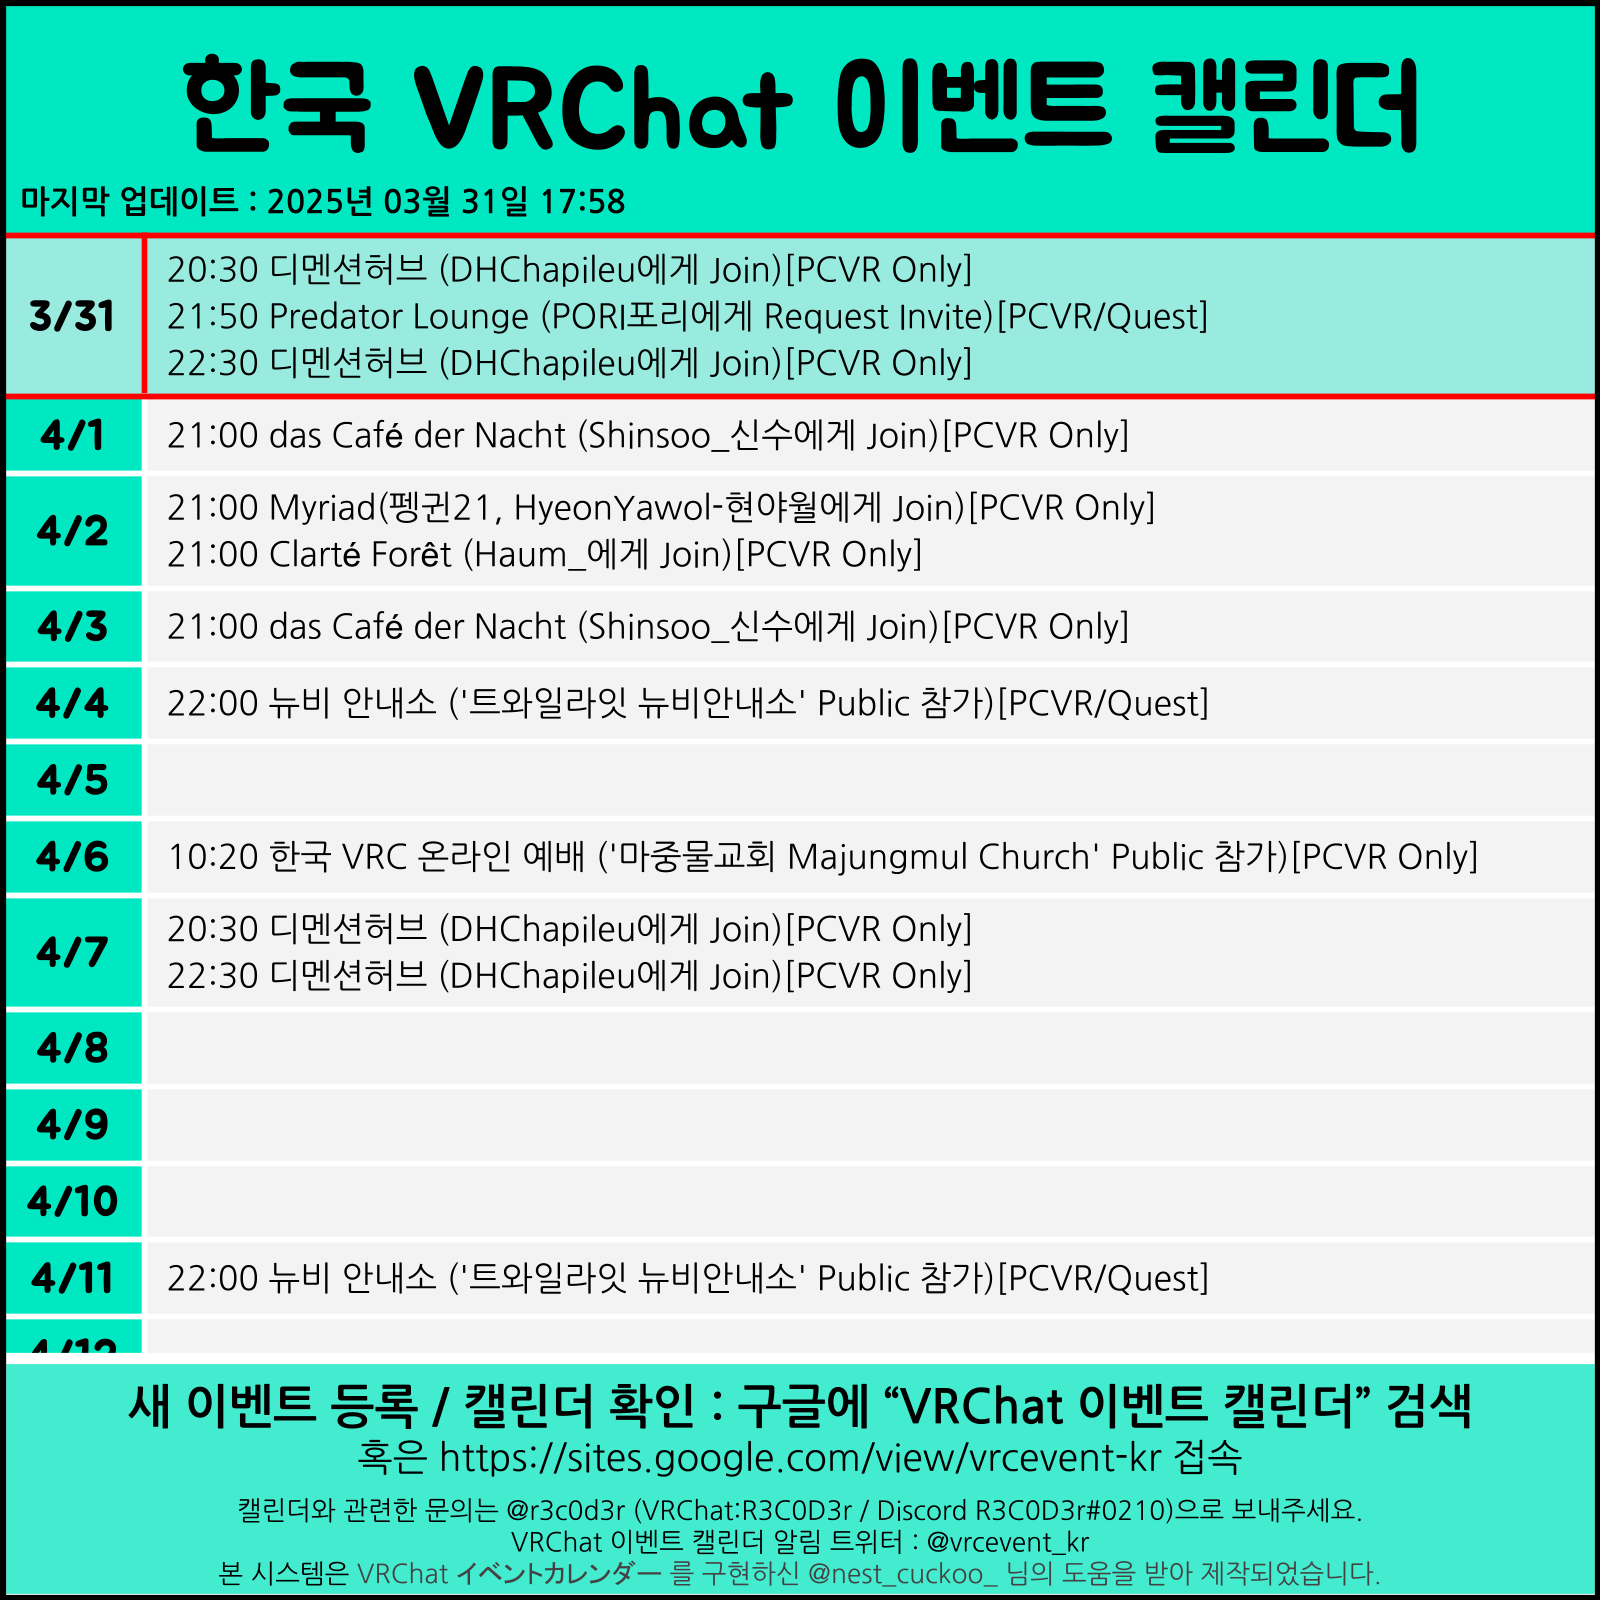 한국 VRChat 이벤트 캘린더
마지막 업데이트 : 2025년 03월 31일 17:58
3/31
20:30 디멘션허브 (DHChapileu에게 Join)[PCVR Only]
21:50 Predator Lounge (PORI포리에게 Request Invite)[PCVR/Quest]
22:30 디멘션허브 (DHChapileu에게 Join)[PCVR Only]
4/1
21:00 das Café der Nacht (Shinsoo_신수에게 Join)[PCVR Only]
4/2
21:00 Myriad(펭귄21, HyeonYawol-현야월에게 Join)[PCVR Only]
21:00 Clarté Forêt (Haum_에게 Join)[PCVR Only]
4/3
21:00 das Café der Nacht (Shinsoo_신수에게 Join)[PCVR Only]
4/4
22:00 뉴비 안내소 ('트와일라잇 뉴비안내소' Public 참가)[PCVR/Quest]
4/5
4/6
10:20 한국 VRC 온라인 예배 ('마중물교회 Majungmul Church' Public 참가)[PCVR Only]
4/7
20:30 디멘션허브 (DHChapileu에게 Join)[PCVR Only]
22:30 디멘션허브 (DHChapileu에게 Join)[PCVR Only]
4/8
4/9
4/10
4/11
22:00 뉴비 안내소 ('트와일라잇 뉴비안내소' Public 참가)[PCVR/Quest]
4/12
새 이벤트 등록 / 캘린더 확인 : 구글에 “VRChat 이벤트 캘린더” 검색
혹은 https://sites.google.com/view/vrcevent-kr 접속
캘린더와 관련한 문의는 @r3c0d3r (VRChat:R3C0D3r / Discord R3C0D3r#0210)으로 보내주세요.
VRChat 이벤트 캘린더 알림 트위터 : @vrcevent_kr
본 시스템은 VRChat イベントカレンダー 를 구현하신 @nest_cuckoo_ 님의 도움을 받아 제작되었습니다.